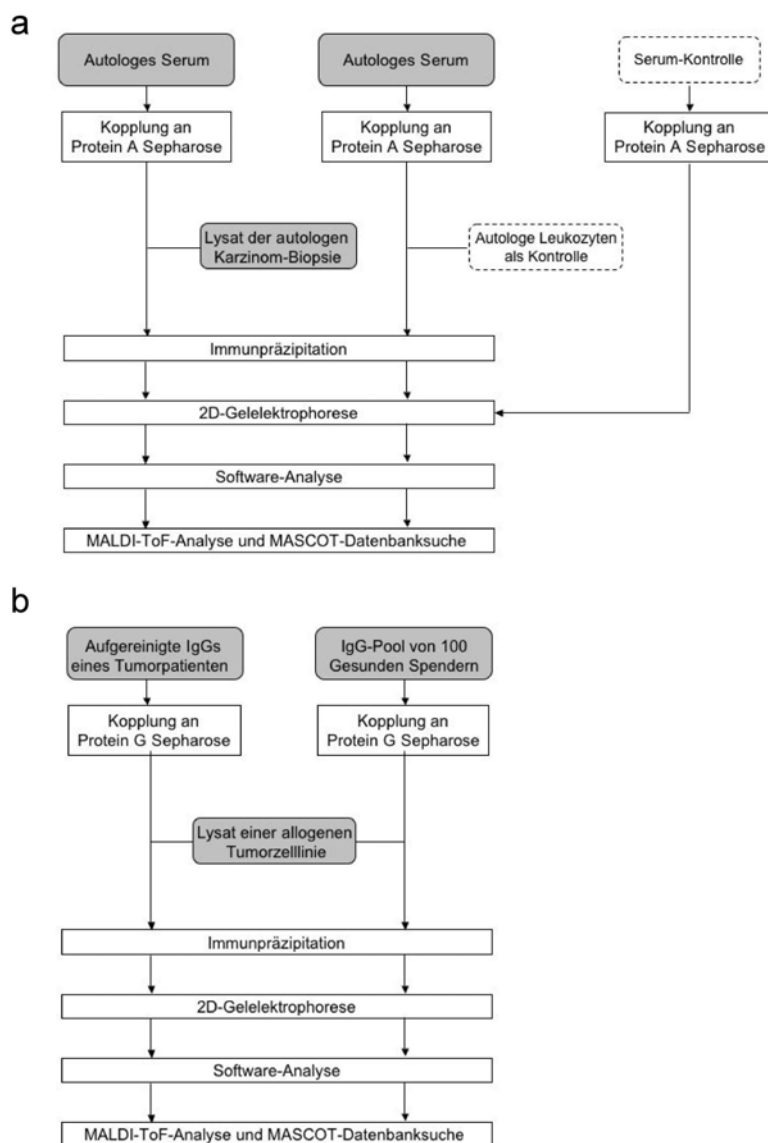 a
Autologes Serum
Autologes Serum
Serum-Kontrolle
Kopplung an
Protein A Sepharose
Kopplung an
Protein A Sepharose
Kopplung an
Protein A Sepharose
Lysat der autologen
Karzinom-Biopsie
Autologe Leukozyten
als Kontrolle
Immunpräzipitation
2D-Gelelektrophorese
Software-Analyse
MALDI-ToF-Analyse und MASCOT-Datenbanksuche
b
Aufgereinigte IgGs
eines Tumorpatienten
IgG-Pool von 100
Gesunden Spendern
Kopplung an
Protein G Sepharose
Kopplung an
Protein G Sepharose
Lysat einer allogenen
Tumorzelllinie
Immunpräzipitation
2D-Gelelektrophorese
Software-Analyse
MALDI-ToF-Analyse und MASCOT-Datenbanksuche